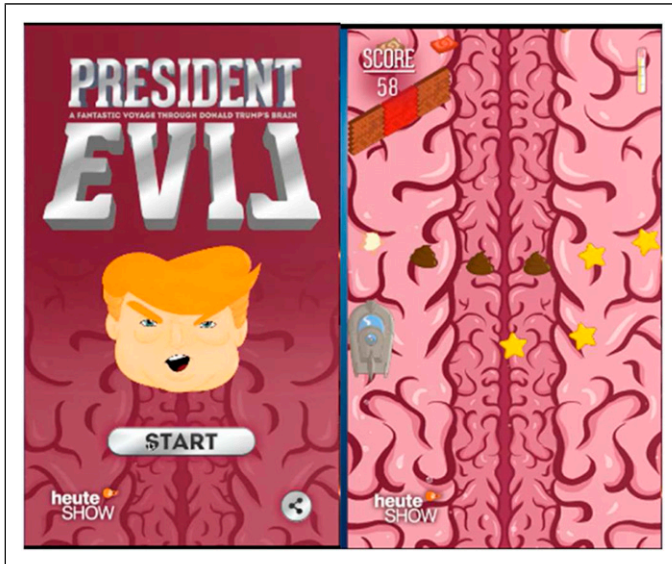 PRESIDENT
A FANTASTIC VOYAGE THROUGH DONALD TRUMP'S BRAIN
EVIL
START
heute
SHOW
SCORE
58
heute
SHOW